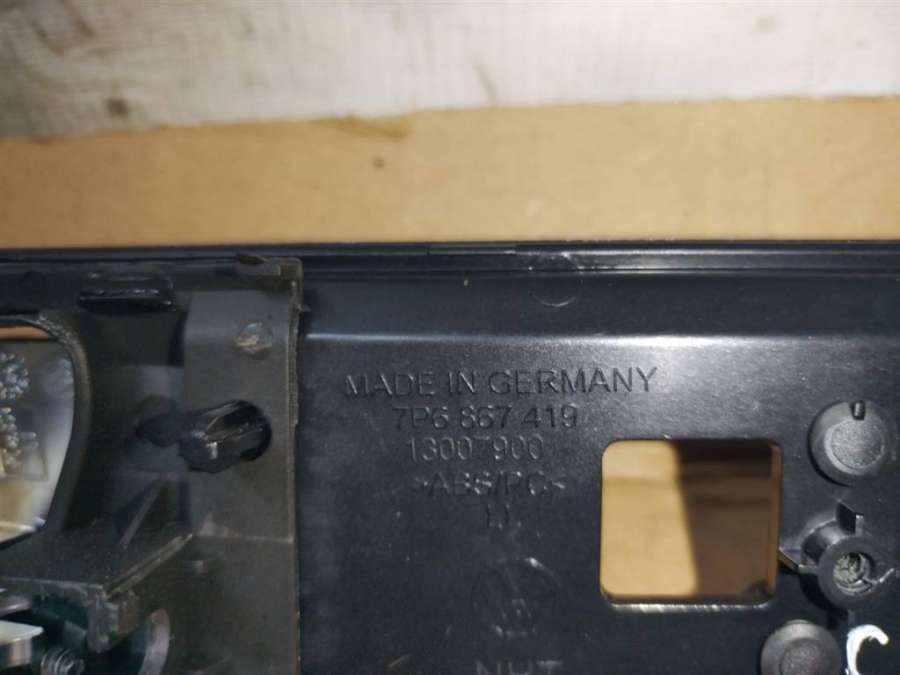 MADE IN GERMANY
7P6 867 419
13007900
>ABS/PC<